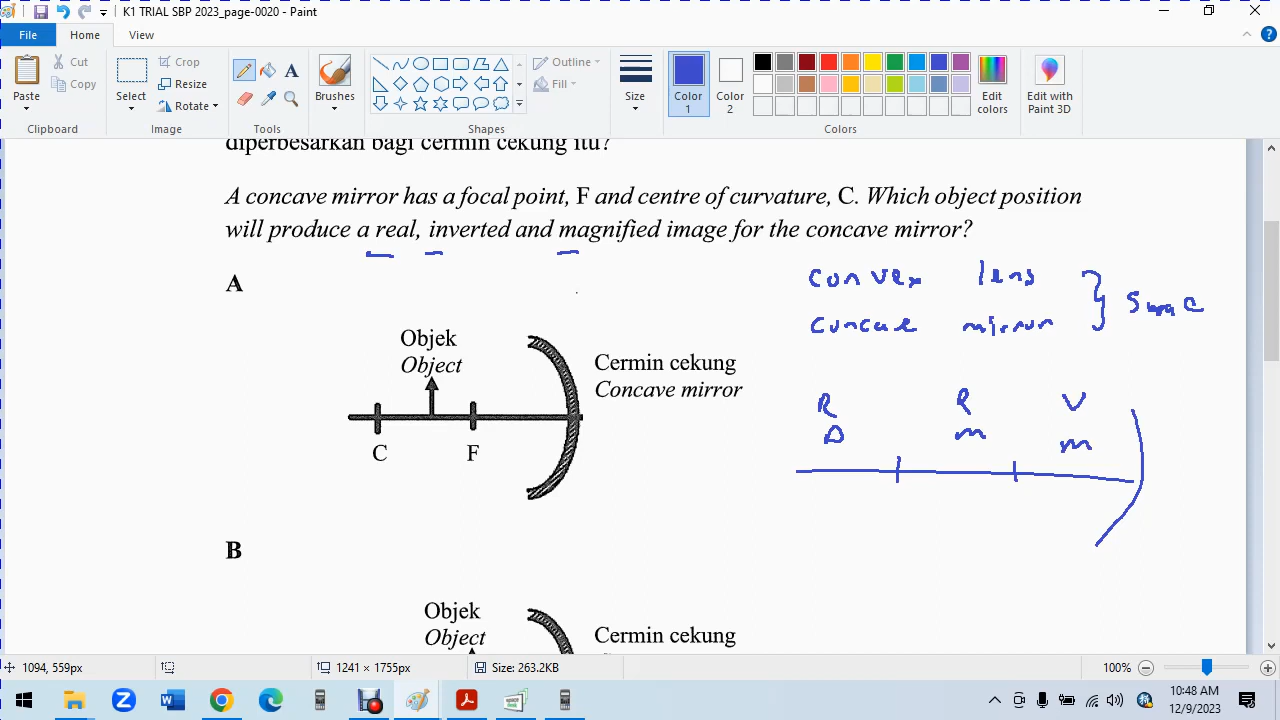 K1 TRIAL SBP 2023_page-0020 - Paint
File
Home
View
Paste
Cut
Copy
Clipboard
Select
Crop
Resize
Rotate
Image
A
Tools
Brushes
Outline
Fill
Shapes
Size
Color 1
Color 2
Edit colors
Edit with Paint 3D
Colors
diperbesarkan bagi cermin cekung itu?
A concave mirror has a focal point, F and centre of curvature, C. Which object position
will produce a real, inverted and magnified image for the concave mirror?
A
Objek
Object
Cermin cekung
Concave mirror
C F
convex lens
concave mirror
same
R R V
D m m
B
Objek
Object
Cermin cekung
1094, 559px
1241 × 1755px
Size: 263.2KB
100%
10:48 AM
12/9/2023